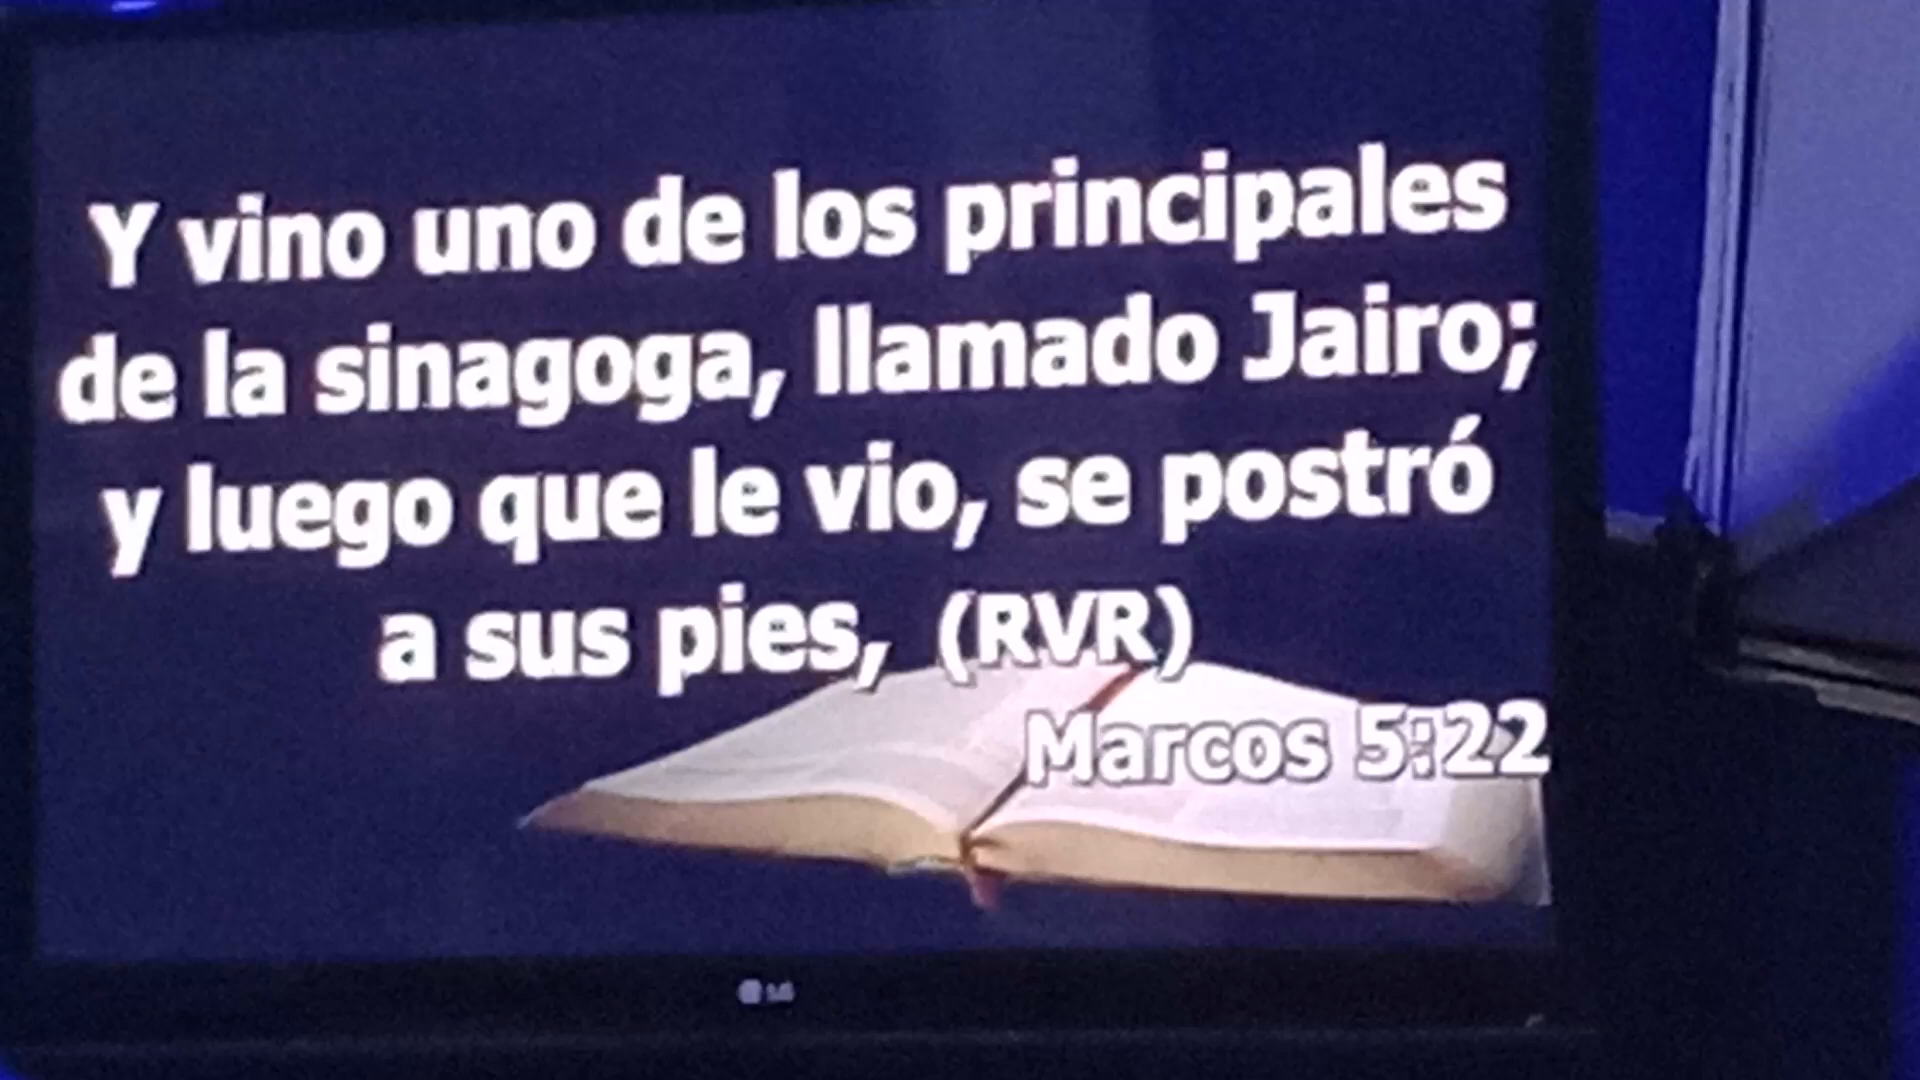 Y vino uno de los principales
de la sinagoga, llamado Jairo;
y luego que le vio, se postró
a sus pies, (RVR)
Marcos 5:22
LG